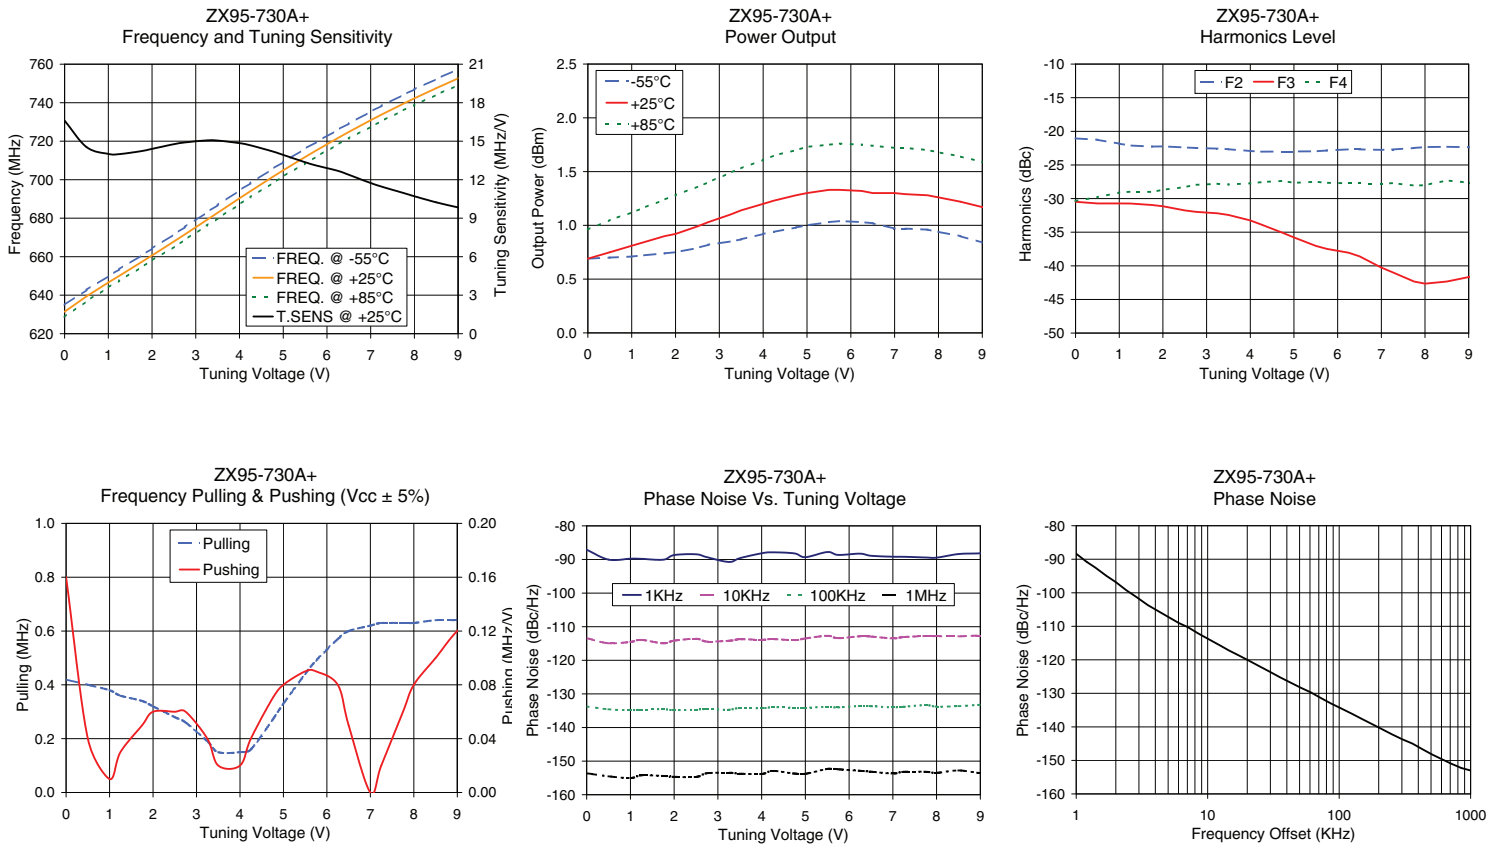 ZX95-730A+
Frequency and Tuning Sensitivity
760
740
720
700
680
660
640
620
21
18
15
12
9
6
3
0
Frequency (MHz)
Tuning Sensitivity (MHz/V)
FREQ. @ -55°C
FREQ. @ +25°C
FREQ. @ +85°C
T.SENS @ +25°C
0 1 2 3 4 5 6 7 8 9
Tuning Voltage (V)
ZX95-730A+
Power Output
2.5
2.0
1.5
1.0
0.5
0.0
Output Power (dBm)
-55°C
+25°C
+85°C
0 1 2 3 4 5 6 7 8 9
Tuning Voltage (V)
ZX95-730A+
Harmonics Level
-10
-15
-20
-25
-30
-35
-40
-45
-50
Harmonics (dBc)
F2 F3 F4
0 1 2 3 4 5 6 7 8 9
Tuning Voltage (V)
ZX95-730A+
Frequency Pulling & Pushing (Vcc ± 5%)
1.0
0.8
0.6
0.4
0.2
0.0
0.20
0.16
0.12
0.08
0.04
0.00
Pulling (MHz)
Pushing (MHz/V)
Pulling
Pushing
0 1 2 3 4 5 6 7 8 9
Tuning Voltage (V)
ZX95-730A+
Phase Noise Vs. Tuning Voltage
-80
-90
-100
-110
-120
-130
-140
-150
-160
Phase Noise (dBc/Hz)
1KHz 10KHz 100KHz 1MHz
0 1 2 3 4 5 6 7 8 9
Tuning Voltage (V)
ZX95-730A+
Phase Noise
-80
-90
-100
-110
-120
-130
-140
-150
-160
Phase Noise (dBc/Hz)
1 10 100 1000
Frequency Offset (KHz)